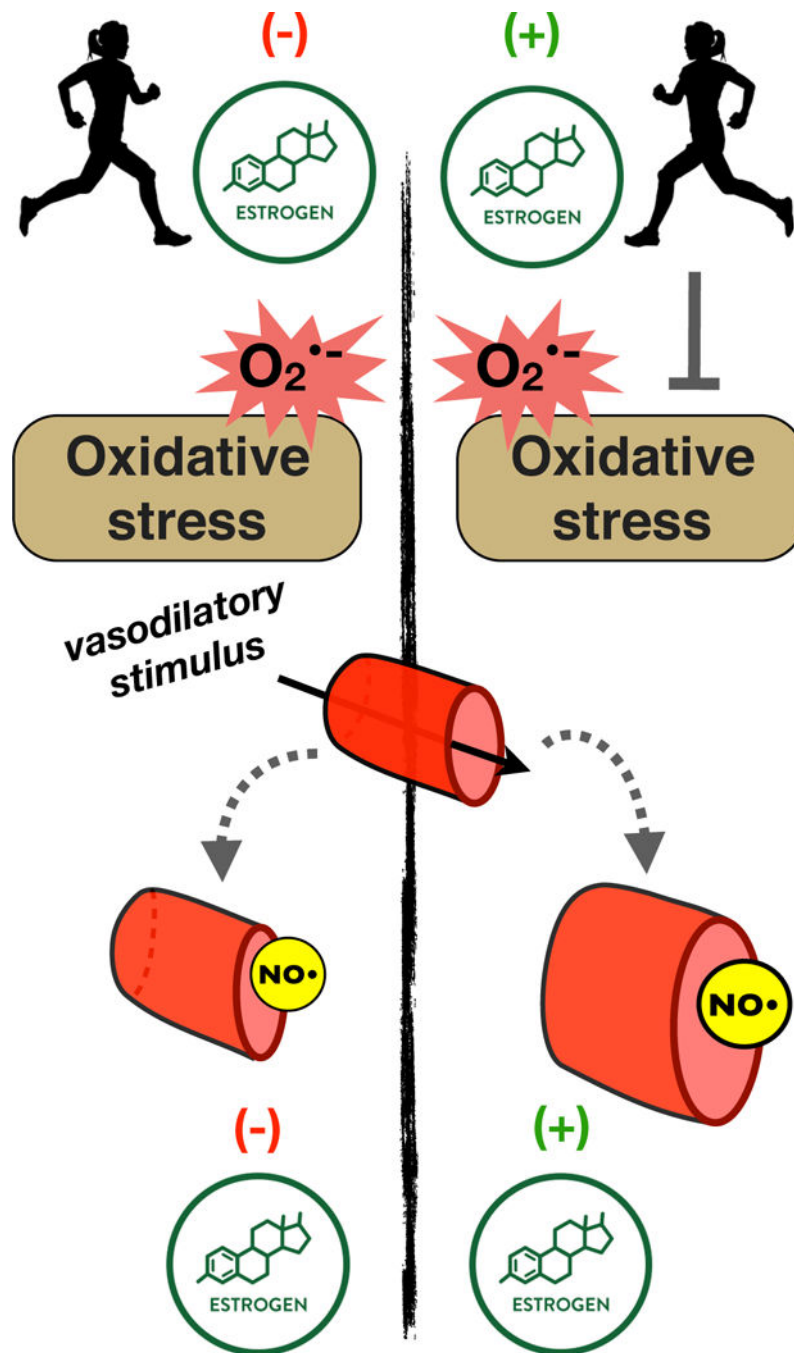 (-)
(+)
ESTROGEN
ESTROGEN
O₂•-
O₂•-
Oxidative
stress
Oxidative
stress
vasodilatory
stimulus
NO•
NO•
(-)
(+)
ESTROGEN
ESTROGEN